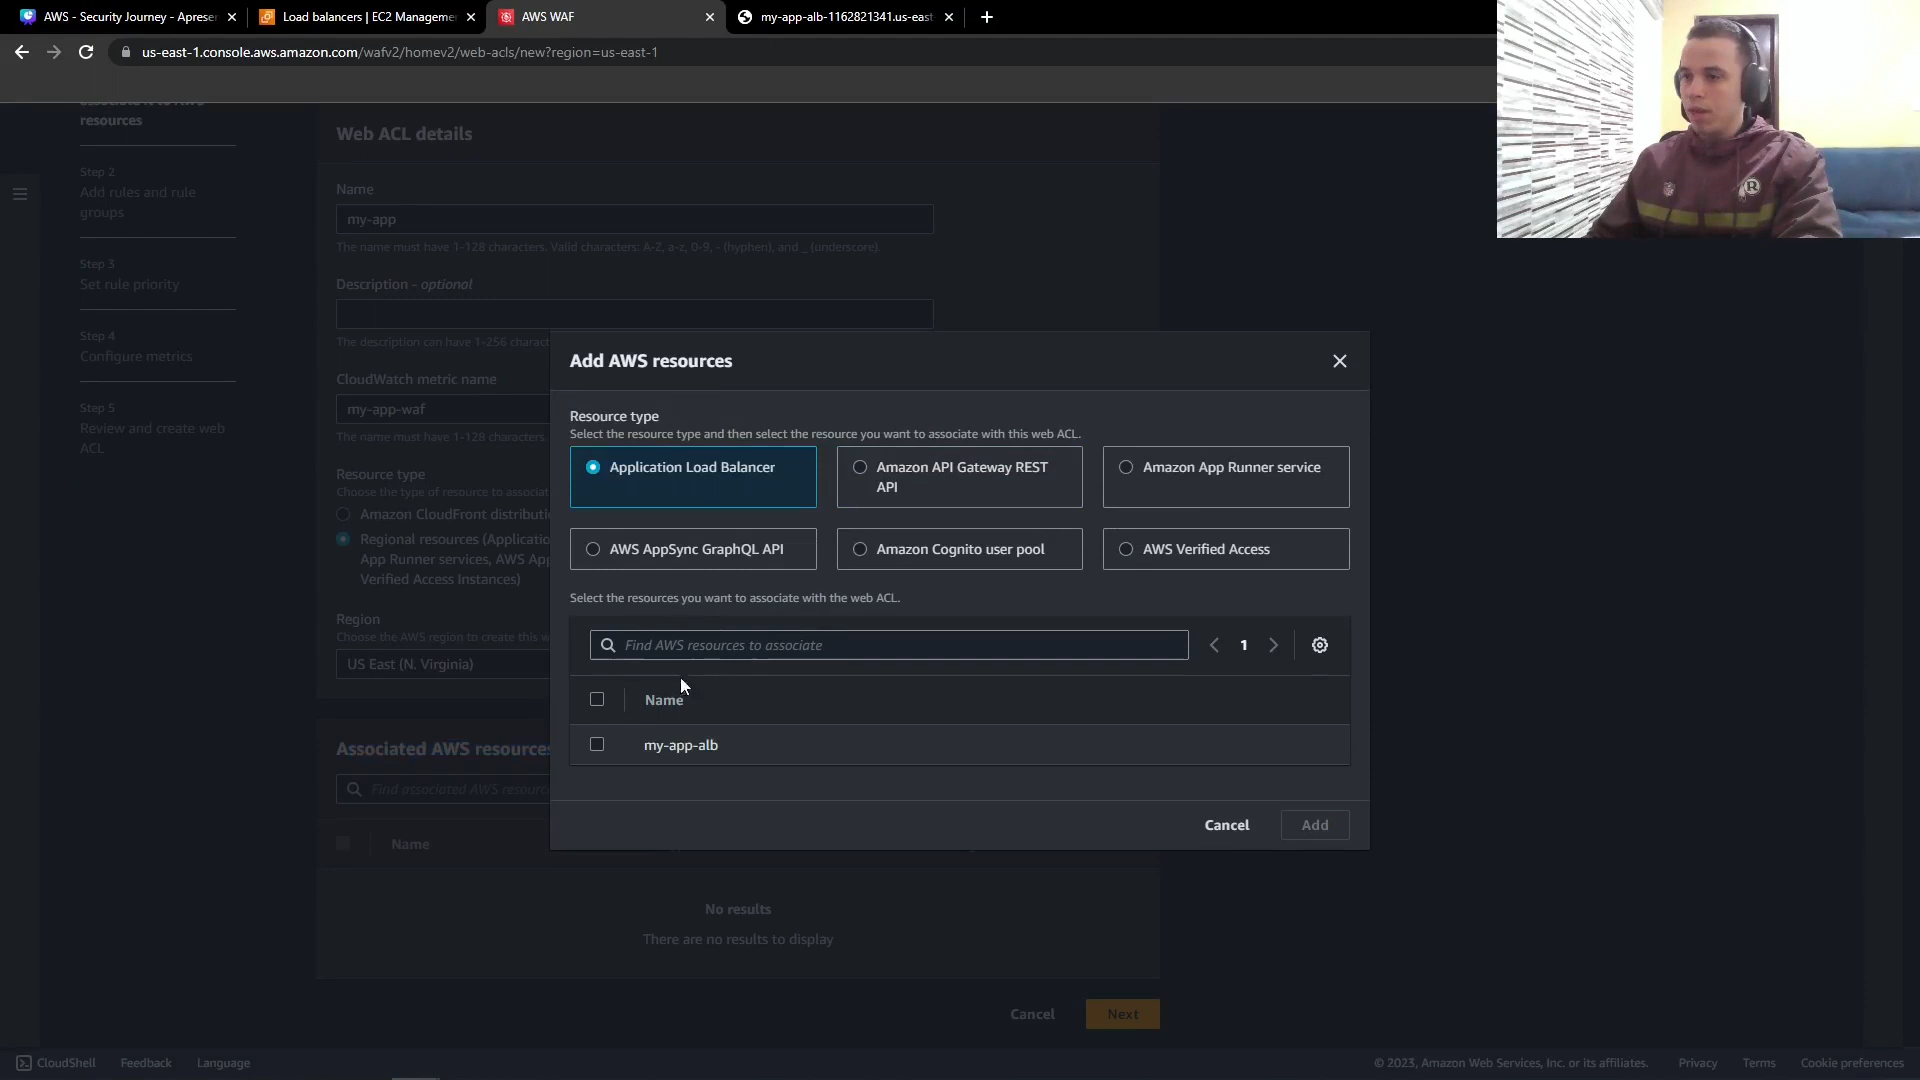 AWS - Security Journey - Aprese
Load balancers | EC2 Manageme
AWS WAF
my-app-alb-1162821341.us-east
us-east-1.console.aws.amazon.com/wafv2/homev2/web-acls/new?region=us-east-1
associate it to AWS
resources
Step 2
Add rules and rule
groups
Step 3
Set rule priority
Step 4
Configure metrics
Step 5
Review and create web
ACL
Web ACL details
Name
my-app
The name must have 1-128 characters. Valid characters: A-Z, a-z, 0-9, - (hyphen), and _ (underscore).
Description - optional
The description can have 1-256 charact
CloudWatch metric name
my-app-waf
The name must have 1-128 characters.
Resource type
Choose the type of resource to associat
Amazon CloudFront distributi
Regional resources (Applicatio
App Runner services, AWS App
Verified Access Instances)
Region
Choose the AWS region to create this w
US East (N. Virginia)
Associated AWS resources
Find associated AWS resourc
Name
No results
There are no results to display
Cancel
Next
Add AWS resources
Resource type
Select the resource type and then select the resource you want to associate with this web ACL.
Application Load Balancer
Amazon API Gateway REST
API
Amazon App Runner service
AWS AppSync GraphQL API
Amazon Cognito user pool
AWS Verified Access
Select the resources you want to associate with the web ACL.
Find AWS resources to associate
1
Name
my-app-alb
Cancel
Add
CloudShell
Feedback
Language
© 2023, Amazon Web Services, Inc. or its affiliates.
Privacy
Terms
Cookie preferences